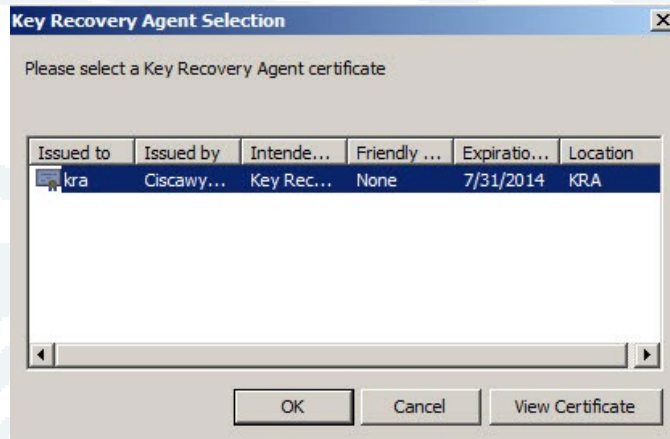 Key Recovery Agent Selection
Please select a Key Recovery Agent certificate
Issued to Issued by Intende... Friendly ... Expiratio... Location
kra Ciscawy... Key Rec... None 7/31/2014 KRA
OK Cancel View Certificate